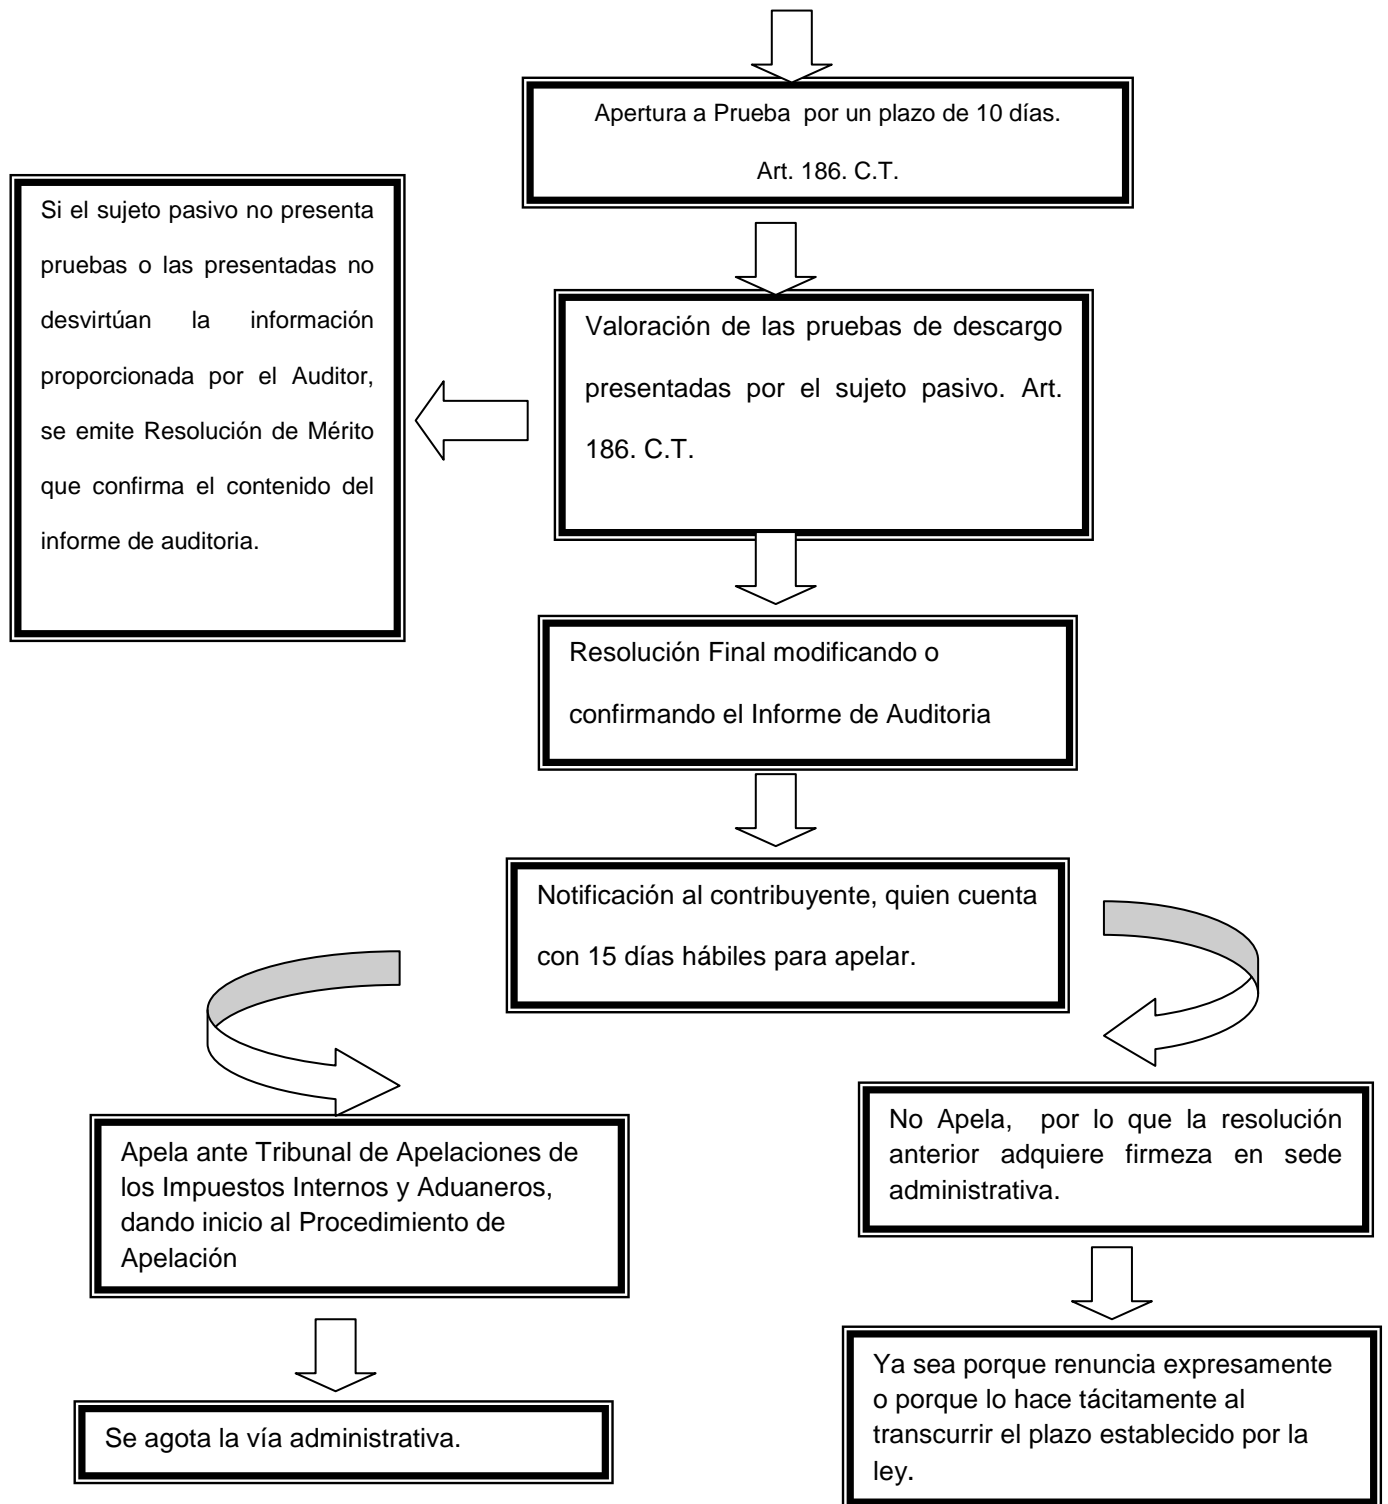 Apertura a Prueba  por un plazo de 10 días.
Art. 186. C.T.
Si el sujeto pasivo no presenta
pruebas o las presentadas no
desvirtúan la información
proporcionada por el Auditor,
se emite Resolución de Mérito
que confirma el contenido del
informe de auditoria.
Valoración de las pruebas de descargo
presentadas por el sujeto pasivo. Art.
186. C.T.
Resolución Final modificando o
confirmando el Informe de Auditoria
Notificación al contribuyente, quien cuenta
con 15 días hábiles para apelar.
Apela ante Tribunal de Apelaciones de
los Impuestos Internos y Aduaneros,
dando inicio al Procedimiento de
Apelación
No Apela,  por lo que la resolución
anterior adquiere firmeza en sede
administrativa.
Se agota la vía administrativa.
Ya sea porque renuncia expresamente
o porque lo hace tácitamente al
transcurrir el plazo establecido por la
ley.